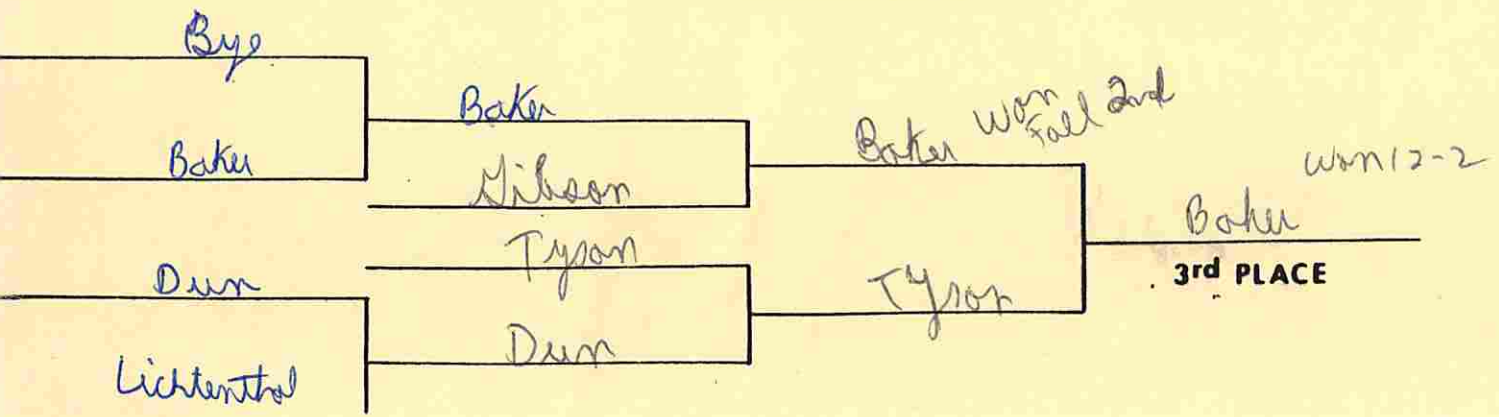 Bye
Baker
Won
Fall 2nd
Baker
Baker
won 12-2
Gibson
Baker
Tyson
3rd PLACE
Dun
Tyson
Dun
Lichtenthal